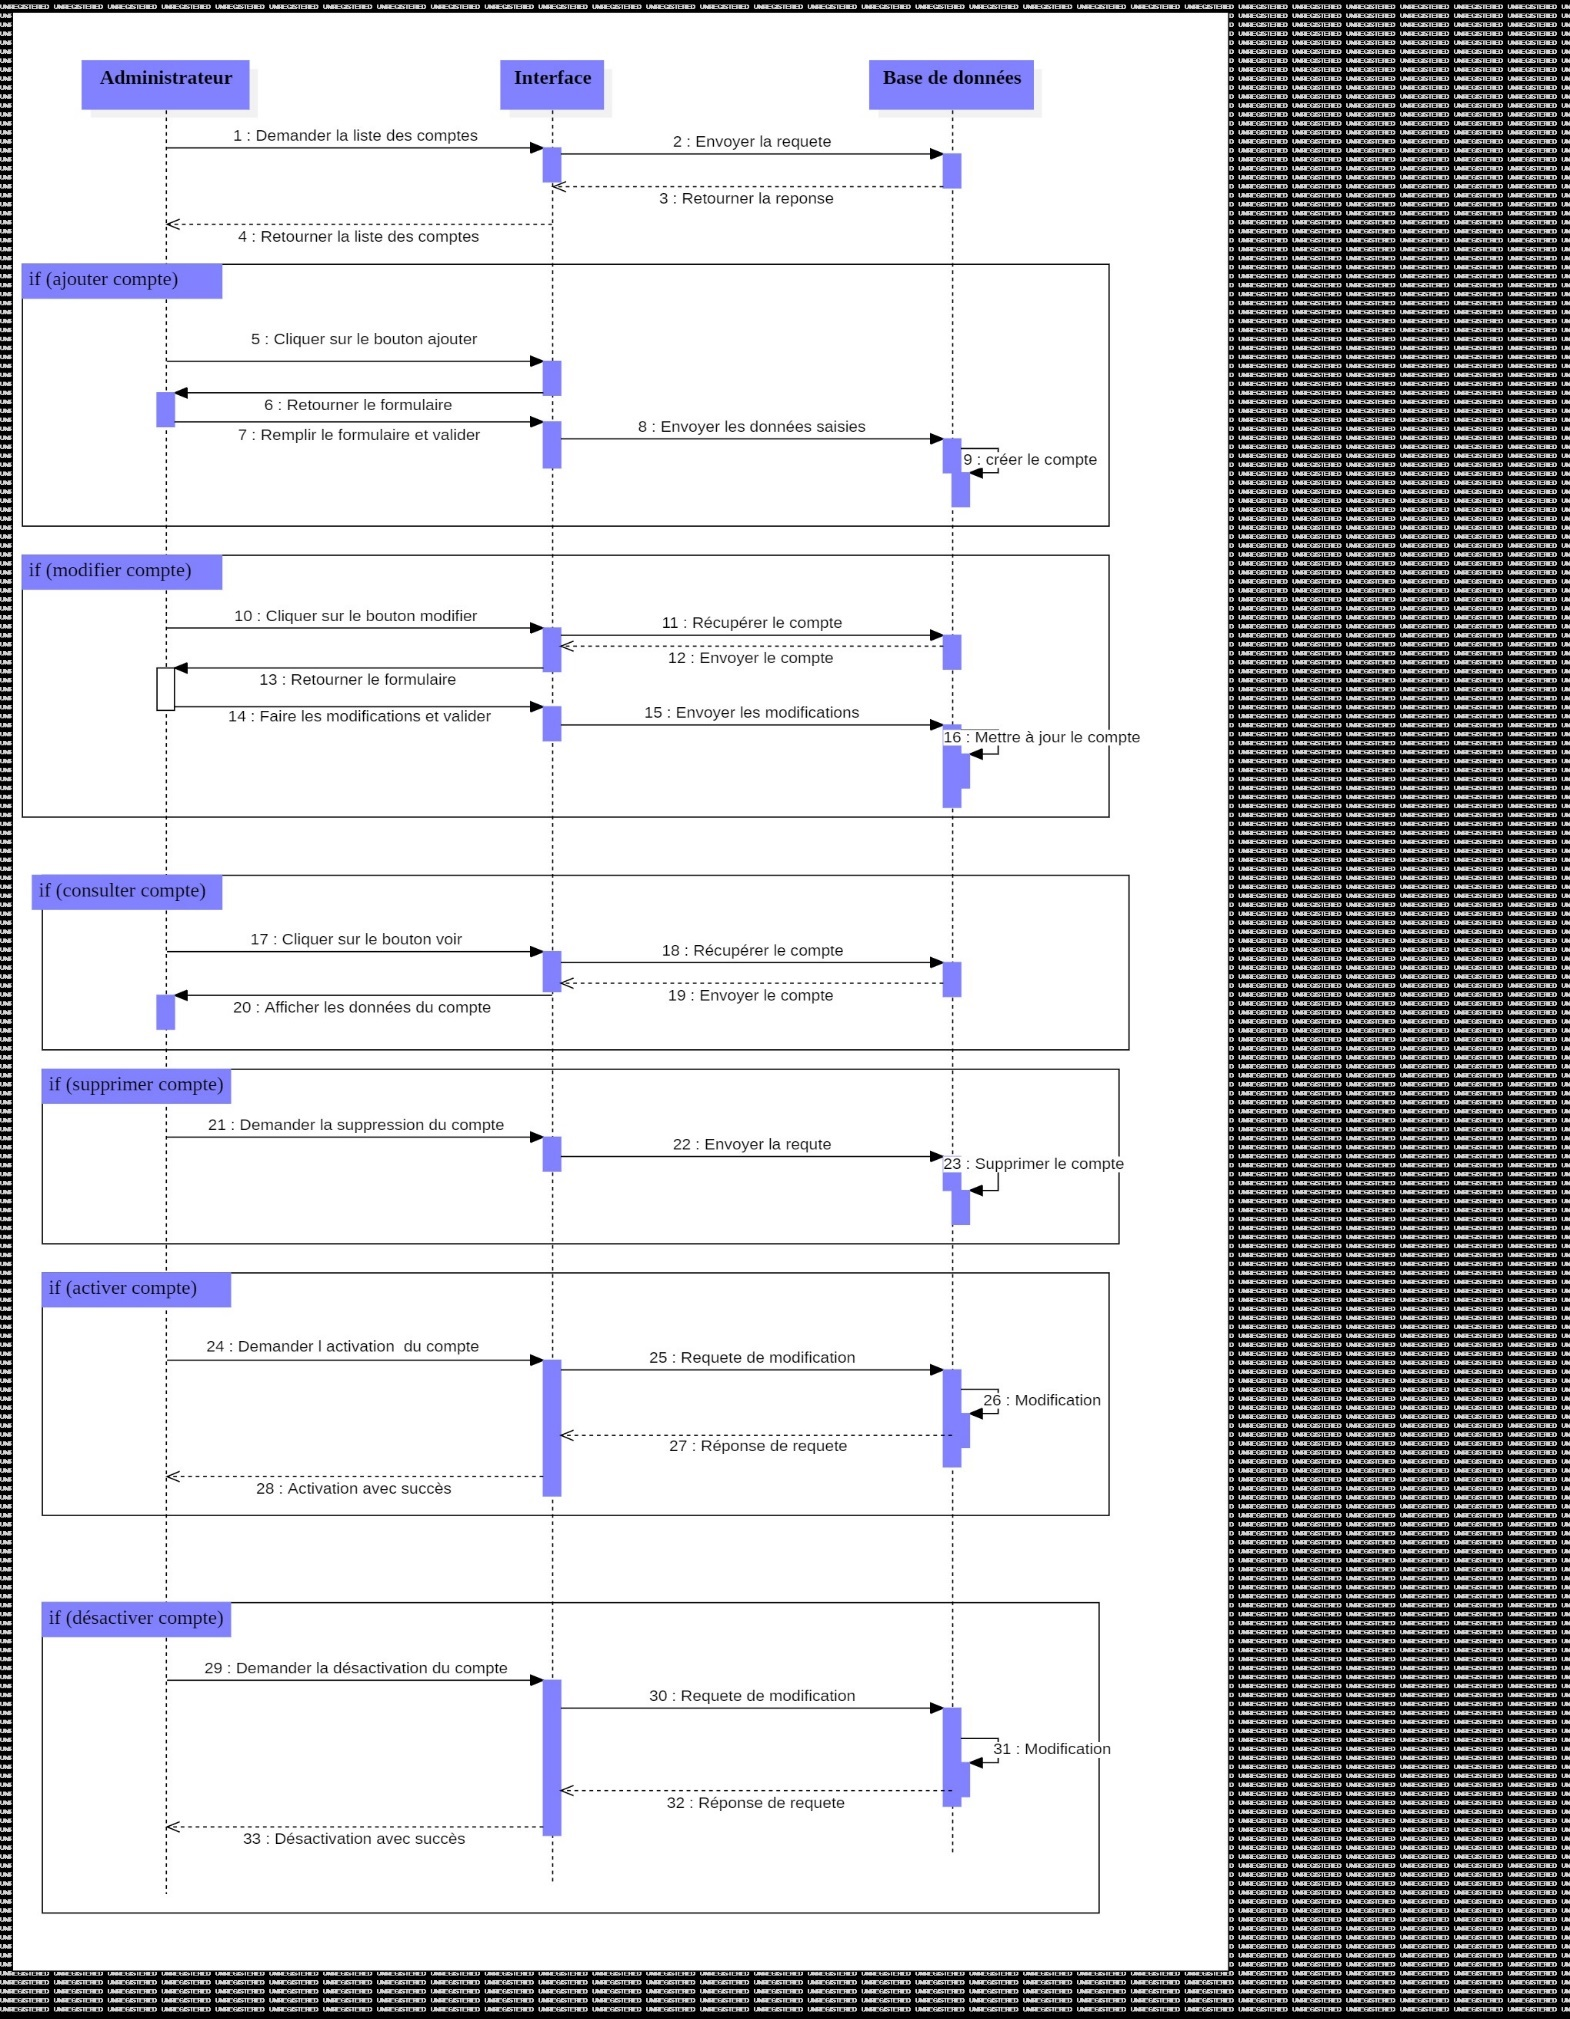 Administrateur
Interface
Base de données
1 : Demander la liste des comptes
2 : Envoyer la requete
3 : Retourner la reponse
4 : Retourner la liste des comptes
if (ajouter compte)
5 : Cliquer sur le bouton ajouter
6 : Retourner le formulaire
7 : Remplir le formulaire et valider
8 : Envoyer les données saisies
9 : créer le compte
if (modifier compte)
10 : Cliquer sur le bouton modifier
11 : Récupérer le compte
12 : Envoyer le compte
13 : Retourner le formulaire
14 : Faire les modifications et valider
15 : Envoyer les modifications
16 : Mettre à jour le compte
if (consulter compte)
17 : Cliquer sur le bouton voir
18 : Récupérer le compte
19 : Envoyer le compte
20 : Afficher les données du compte
if (supprimer compte)
21 : Demander la suppression du compte
22 : Envoyer la requte
23 : Supprimer le compte
if (activer compte)
24 : Demander l activation  du compte
25 : Requete de modification
26 : Modification
27 : Réponse de requete
28 : Activation avec succès
if (désactiver compte)
29 : Demander la désactivation du compte
30 : Requete de modification
31 : Modification
32 : Réponse de requete
33 : Désactivation avec succès
UNREGISTERED